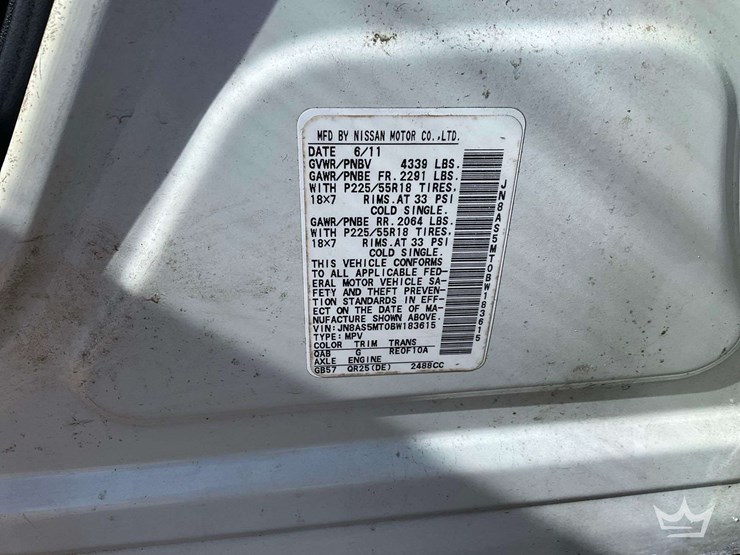 MFD BY NISSAN MOTOR CO.,LTD.
DATE 6/11
GVWR/PNBV 4339 LBS.
GAWR/PNBE FR. 2291 LBS.
WITH P225/55R18 TIRES,
18X7 RIMS. AT 33 PSI
COLD SINGLE.
GAWR/PNBE RR. 2064 LBS.
WITH P225/55R18 TIRES,
18X7 RIMS. AT 33 PSI
COLD SINGLE.
THIS VEHICLE CONFORMS
TO ALL APPLICABLE FED-
ERAL MOTOR VEHICLE SA-
FETY AND THEFT PREVEN-
TION STANDARDS IN EFF-
ECT ON THE DATE OF MA-
NUFACTURE SHOWN ABOVE.
VIN:JN8AS5MT0BW183615
TYPE:MPV
COLOR TRIM TRANS
QAB G RE0F10A
AXLE ENGINE
GB57 QR25(DE) 2488CC
JN8AS5MT0BW183615